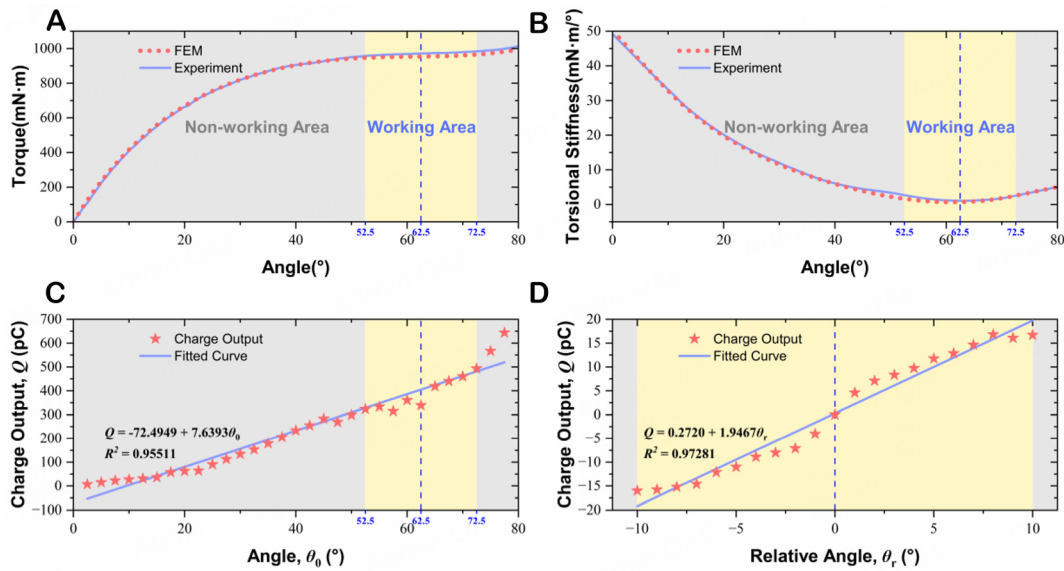 A
Torque(mN·m)
1000
800
600
400
200
0
FEM
Experiment
Non-working Area
Working Area
0
20
40
60
80
52.5
62.5
72.5
Angle(°)
B
Torsional Stiffness(mN·m/°)
50
40
30
20
10
0
FEM
Experiment
Non-working Area
Working Area
0
20
40
60
80
52.5
62.5
72.5
Angle(°)
C
Charge Output, Q (pC)
700
600
500
400
300
200
100
0
−100
Charge Output
Fitted Curve
Q = -72.4949 + 7.6393θ₀
R² = 0.95511
0
20
40
60
80
52.5
62.5
72.5
Angle, θ₀ (°)
D
Charge Output, Q (pC)
20
15
10
5
0
−5
−10
−15
−20
Charge Output
Fitted Curve
Q = 0.2720 + 1.9467θr
R² = 0.97281
−10
−5
0
5
10
Relative Angle, θr (°)